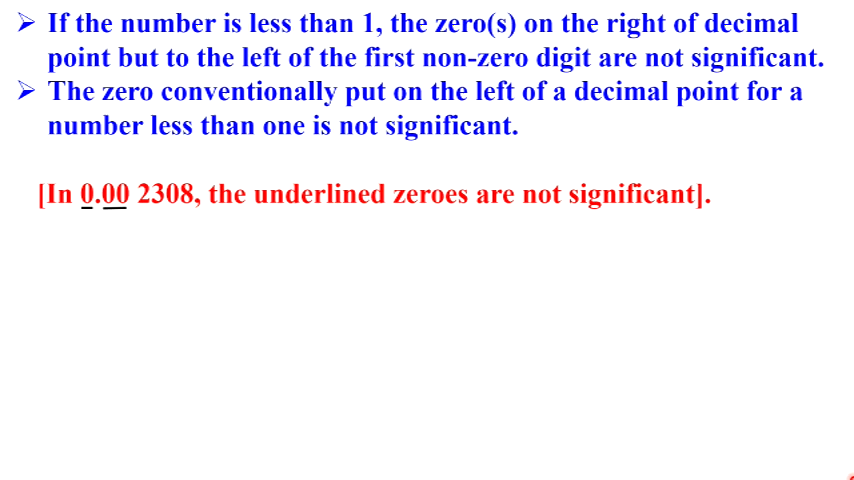 ➢ If the number is less than 1, the zero(s) on the right of decimal
point but to the left of the first non-zero digit are not significant.
➢ The zero conventionally put on the left of a decimal point for a
number less than one is not significant.
[In 0.00 2308, the underlined zeroes are not significant].